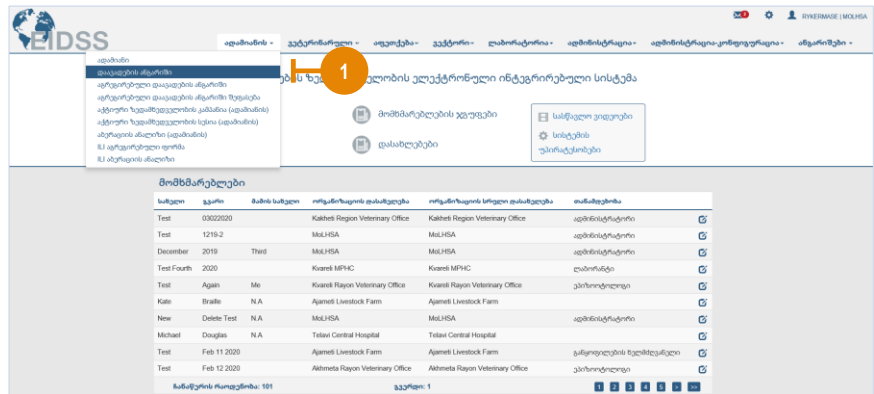 RYKERMASE | MOLHSA
EIDSS
ადამიანის - ვეტერინარული - აფეთქება- ვექტორი- ლაბორატორია- ადმინისტრაცია- ადმინისტრაცია-კონფიგურაცია- ანგარიშები -
ადამიანი
დაავადების ანგარიში
აგრეგირებული დაავადების ანგარიში
აგრეგირებული დაავადების ანგარიში შეჯამება
აქტიური ზედამხედველობის კამპანია (ადამიანის)
აქტიური ზედამხედველობის სესია (ადამიანის)
აბერაციის ანალიზი (ადამიანის)
ILI აგრეგირებული ფორმა
ILI აბერაციის ანალიზი
1
ელექტრონული ინტეგრირებული სისტემა
მომხმარებლების ჯგუფები
დასახლებები
სასწავლო ვიდეოები
სისტემის
უპირატესობები
მომხმარებლები
სახელი გვარი მამის სახელი ორგანიზაციის დასახელება ორგანიზაციის სრული დასახელება თანამდებობა
Test 03022020 Kakheti Region Veterinary Office Kakheti Region Veterinary Office ადმინისტრატორი
Test 1219-2 MoLHSA MoLHSA ადმინისტრატორი
December 2019 Third MoLHSA MoLHSA ადმინისტრატორი
Test Fourth 2020 Kvareli MPHC Kvareli MPHC ლაბორანტი
Test Again Me Kvareli Rayon Veterinary Office Kvareli Rayon Veterinary Office ეპიზოოტოლოგი
Kate Braille N.A Ajameti Livestock Farm Ajameti Livestock Farm
New Delete Test N.A MoLHSA MoLHSA ადმინისტრატორი
Michael Douglas N.A Telavi Central Hospital Telavi Central Hospital
Test Feb 11 2020 Ajameti Livestock Farm Ajameti Livestock Farm განყოფილების ხელმძღვანელი
Test Feb 12 2020 Akhmeta Rayon Veterinary Office Akhmeta Rayon Veterinary Office ეპიზოოტოლოგი
ჩანაწერის რაოდენობა: 101 გვერდი: 1 1 2 3 4 5 > >>